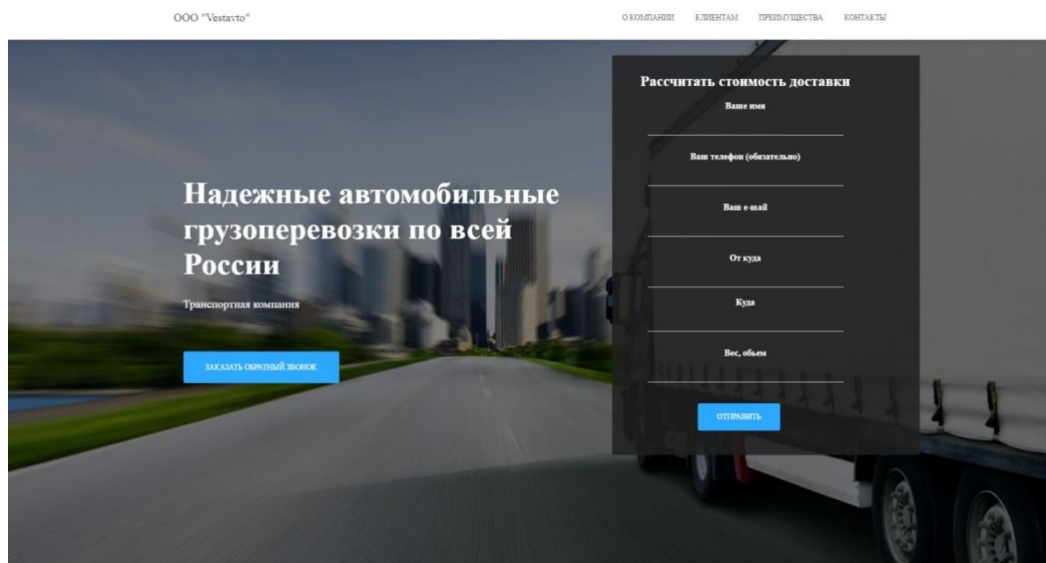 ООО "Vestavto"
О КОМПАНИИ КЛИЕНТАМ ПРЕИМУЩЕСТВА КОНТАКТЫ
Рассчитать стоимость доставки
Ваше имя
Ваш телефон (обязательно)
Ваш e-mail
От куда
Куда
Вес, обьем
ОТПРАВИТЬ
Надежные автомобильные
грузоперевозки по всей
России
Транспортная компания
ЗАКАЗАТЬ ОБРАТНЫЙ ЗВОНОК